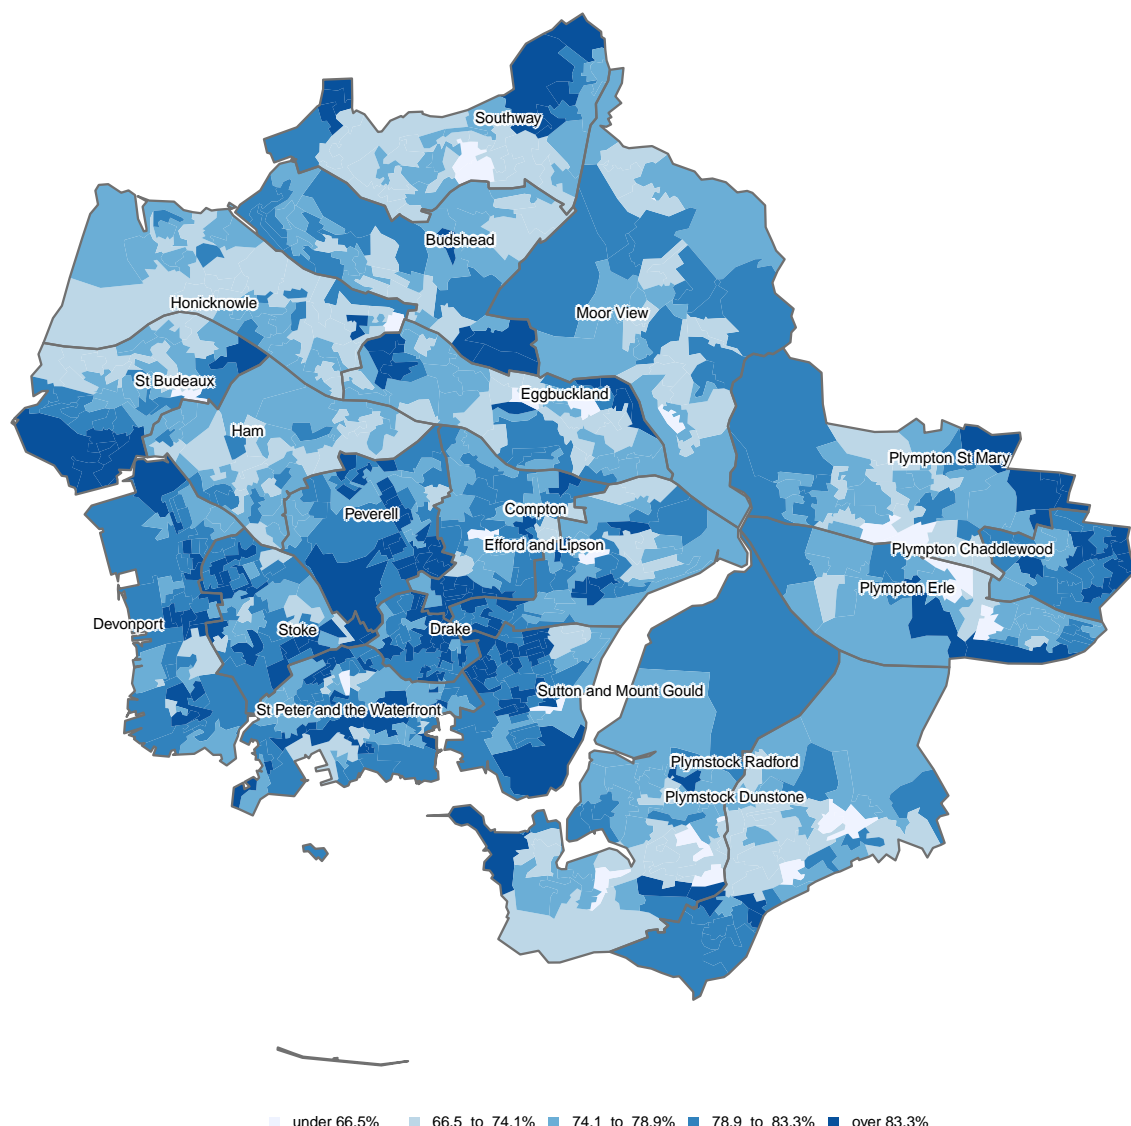 Southway
Budshead
Honicknowle
Moor View
St Budeaux
Eggbuckland
Ham
Plympton St Mary
Compton
Peverell
Efford and Lipson
Plympton Chaddlewood
Plympton Erle
Devonport
Stoke
Drake
Sutton and Mount Gould
St Peter and the Waterfront
Plymstock Radford
Plymstock Dunstone
under 66.5% 66.5 to 74.1% 74.1 to 78.9% 78.9 to 83.3% over 83.3%